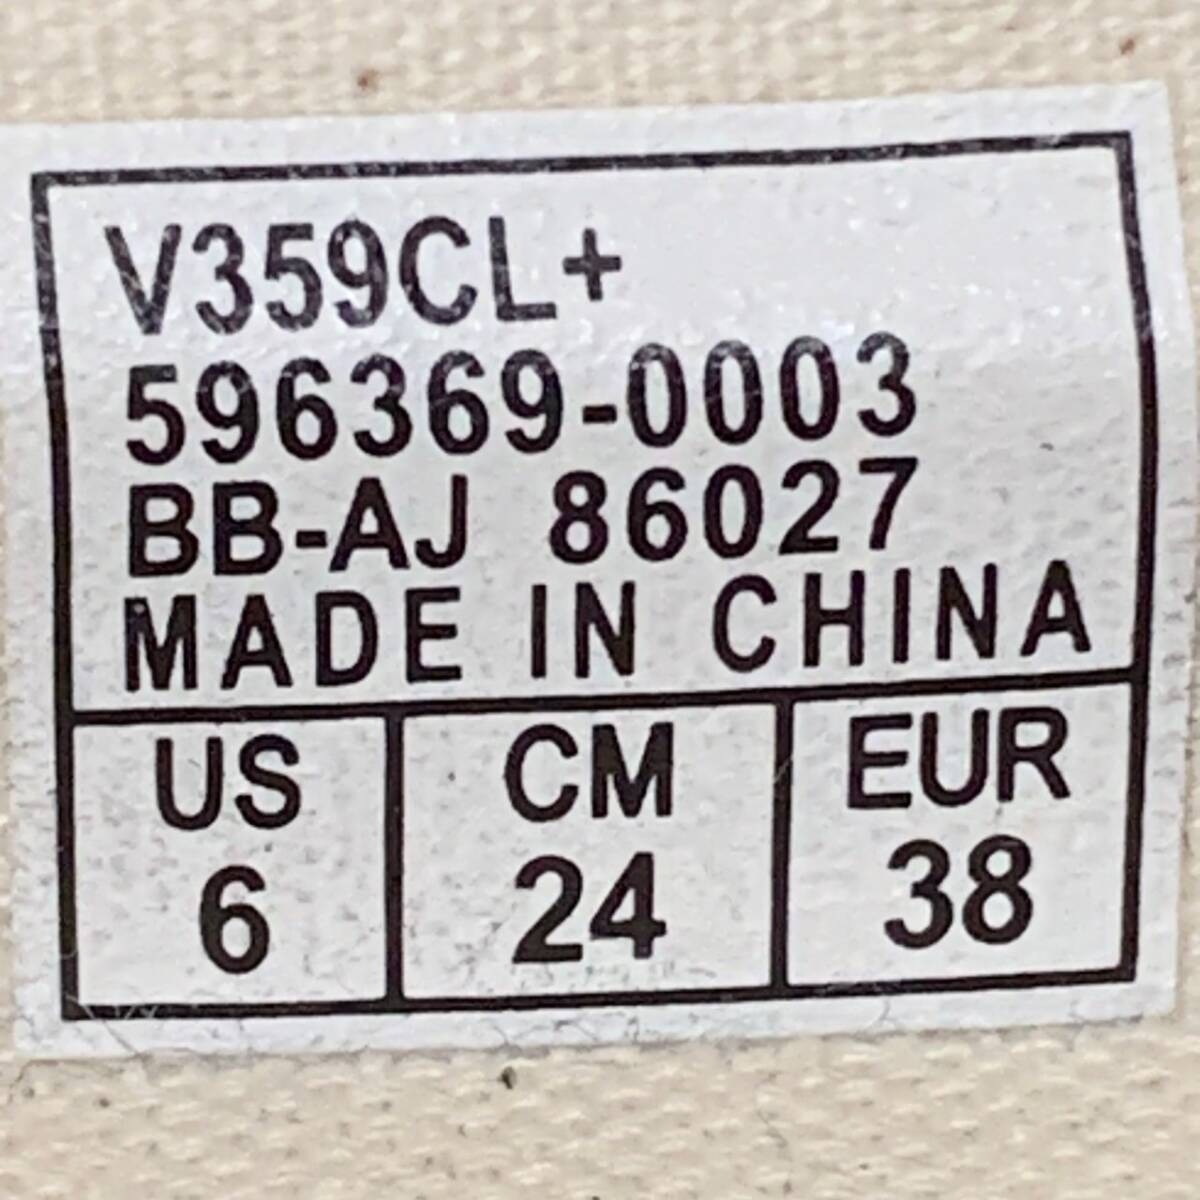 V359CL+
596369-0003
BB-AJ 86027
MADE IN CHINA
US CM EUR
6 24 38